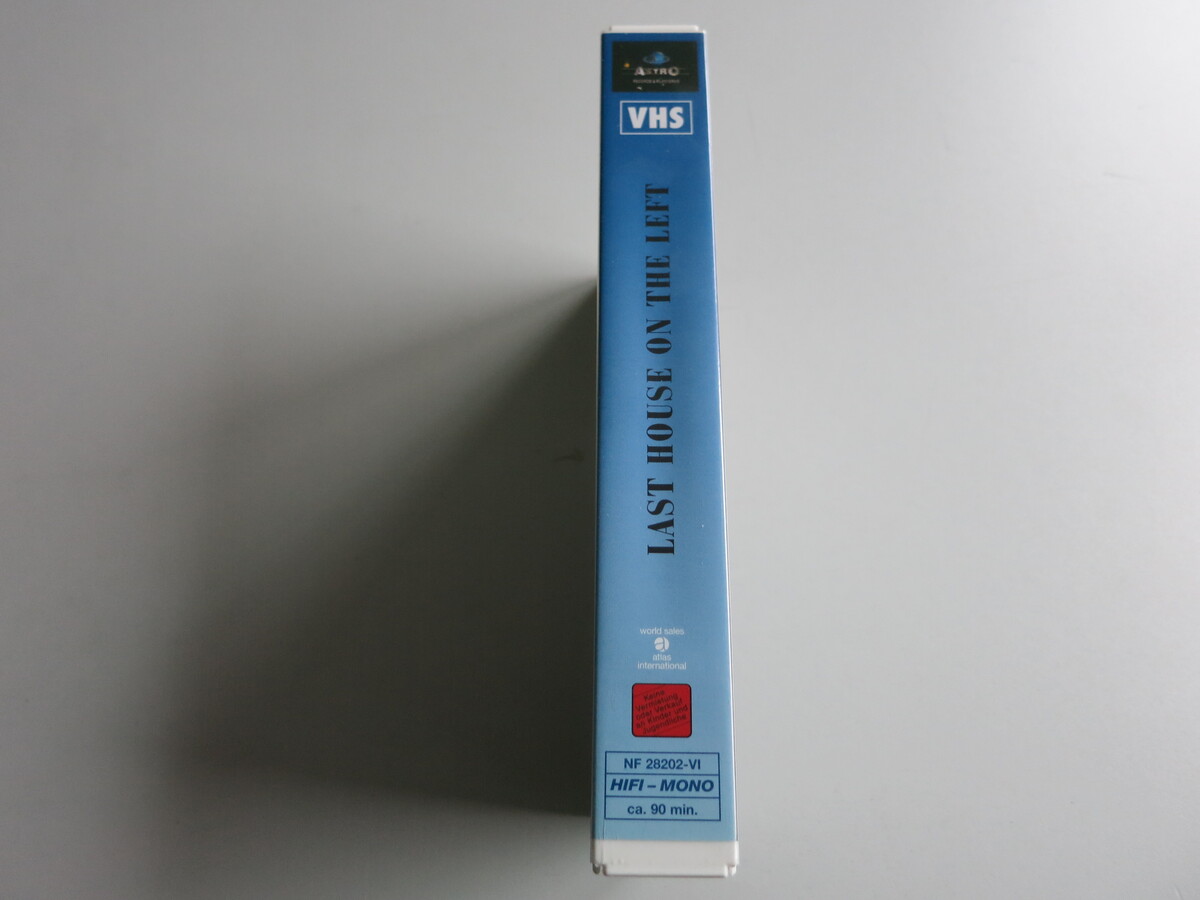 ASTRO
VHS
LAST HOUSE ON THE LEFT
world sales
atlas
international
Keine
Vermietung
oder Verkauf
an Kinder und
Jugendliche
NF 28202-VI
HIFI – MONO
ca. 90 min.